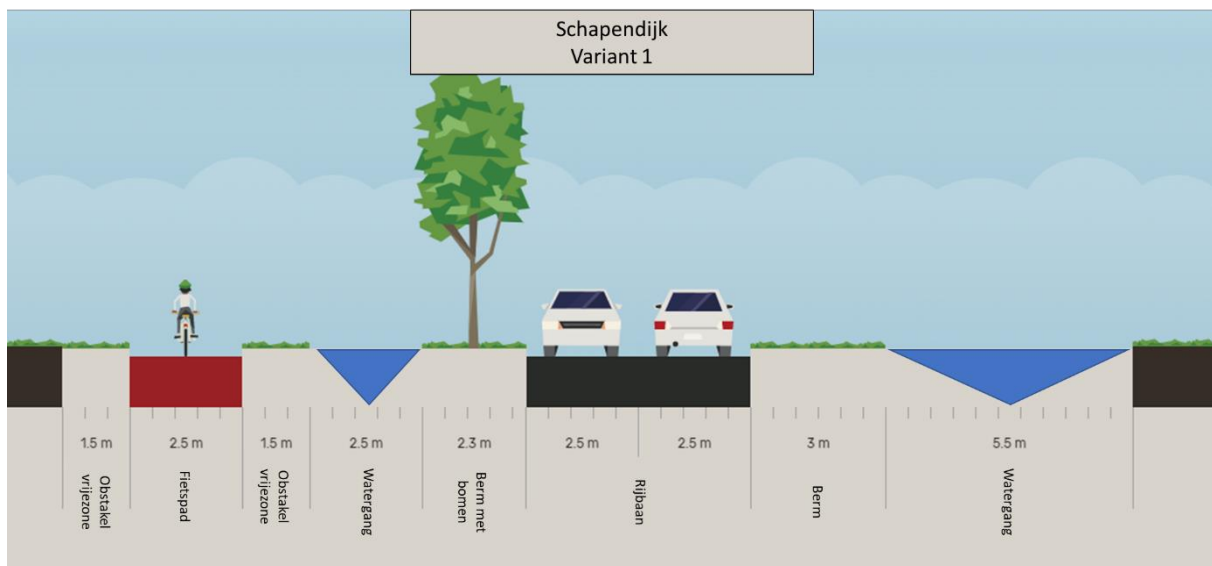 Schapendijk
Variant 1
1.5 m
2.5 m
1.5 m
2.5 m
2.3 m
2.5 m
2.5 m
3 m
5.5 m
Obstakel
vrijezone
Fietspad
Obstakel
vrijezone
Watergang
Berm met
bomen
Rijbaan
Berm
Watergang